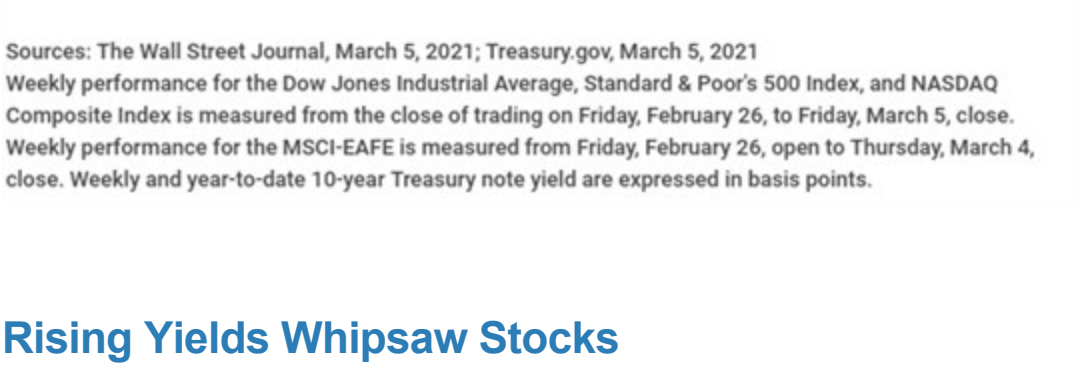 Sources: The Wall Street Journal, March 5, 2021; Treasury.gov, March 5, 2021
Weekly performance for the Dow Jones Industrial Average, Standard & Poor's 500 Index, and NASDAQ
Composite Index is measured from the close of trading on Friday, February 26, to Friday, March 5, close.
Weekly performance for the MSCI-EAFE is measured from Friday, February 26, open to Thursday, March 4,
close. Weekly and year-to-date 10-year Treasury note yield are expressed in basis points.
Rising Yields Whipsaw Stocks